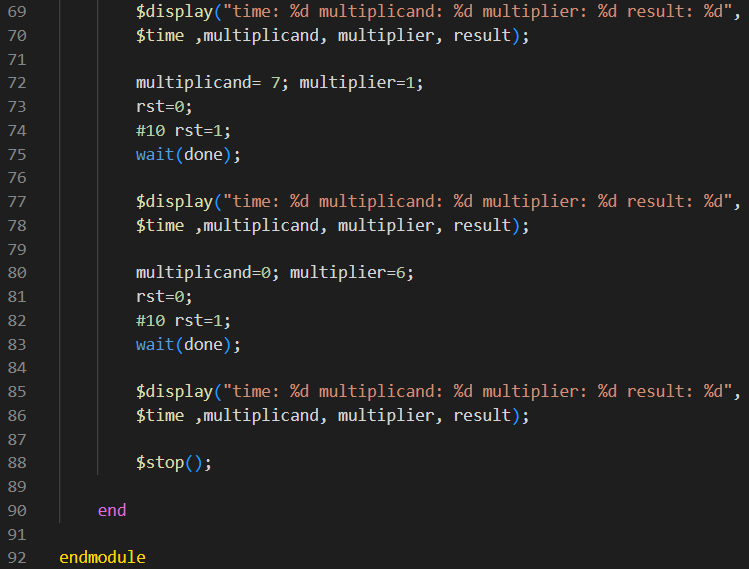 69 $display("time: %d multiplicand: %d multiplier: %d result: %d",
70 $time ,multiplicand, multiplier, result);
71
72 multiplicand= 7; multiplier=1;
73 rst=0;
74 #10 rst=1;
75 wait(done);
76
77 $display("time: %d multiplicand: %d multiplier: %d result: %d",
78 $time ,multiplicand, multiplier, result);
79
80 multiplicand=0; multiplier=6;
81 rst=0;
82 #10 rst=1;
83 wait(done);
84
85 $display("time: %d multiplicand: %d multiplier: %d result: %d",
86 $time ,multiplicand, multiplier, result);
87
88 $stop();
89
90 end
91
92 endmodule